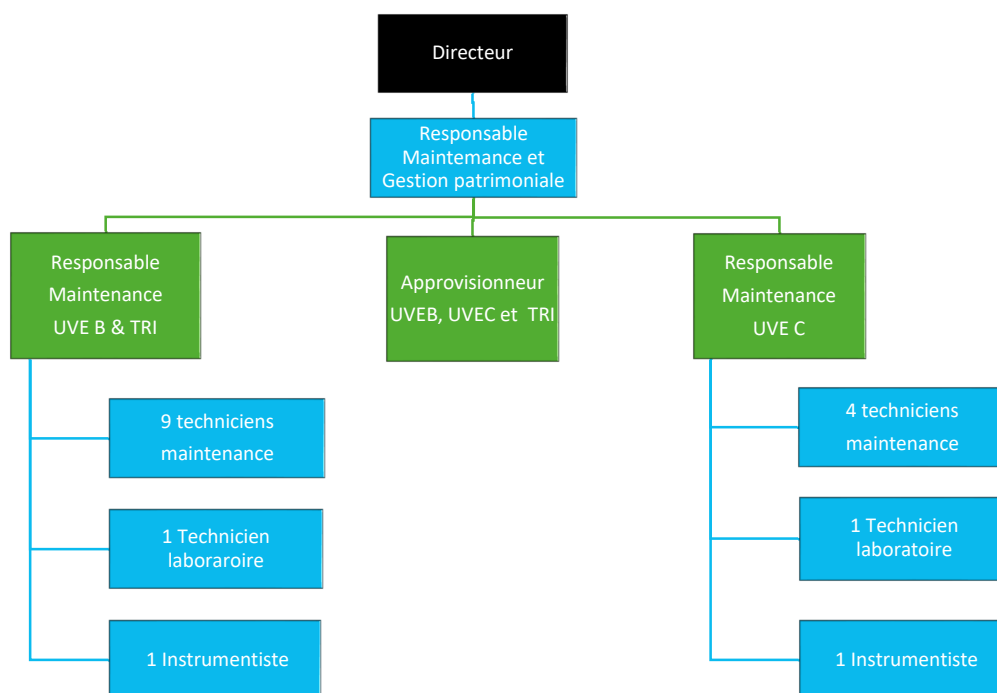 Directeur
Responsable
Maintemance et
Gestion patrimoniale
Responsable
Maintenance
UVE B & TRI
Approvisionneur
UVEB, UVEC et TRI
Responsable
Maintenance
UVE C
9 techniciens
maintenance
1 Technicien
laboraroire
1 Instrumentiste
4 techniciens
maintenance
1 Technicien
laboratoire
1 Instrumentiste